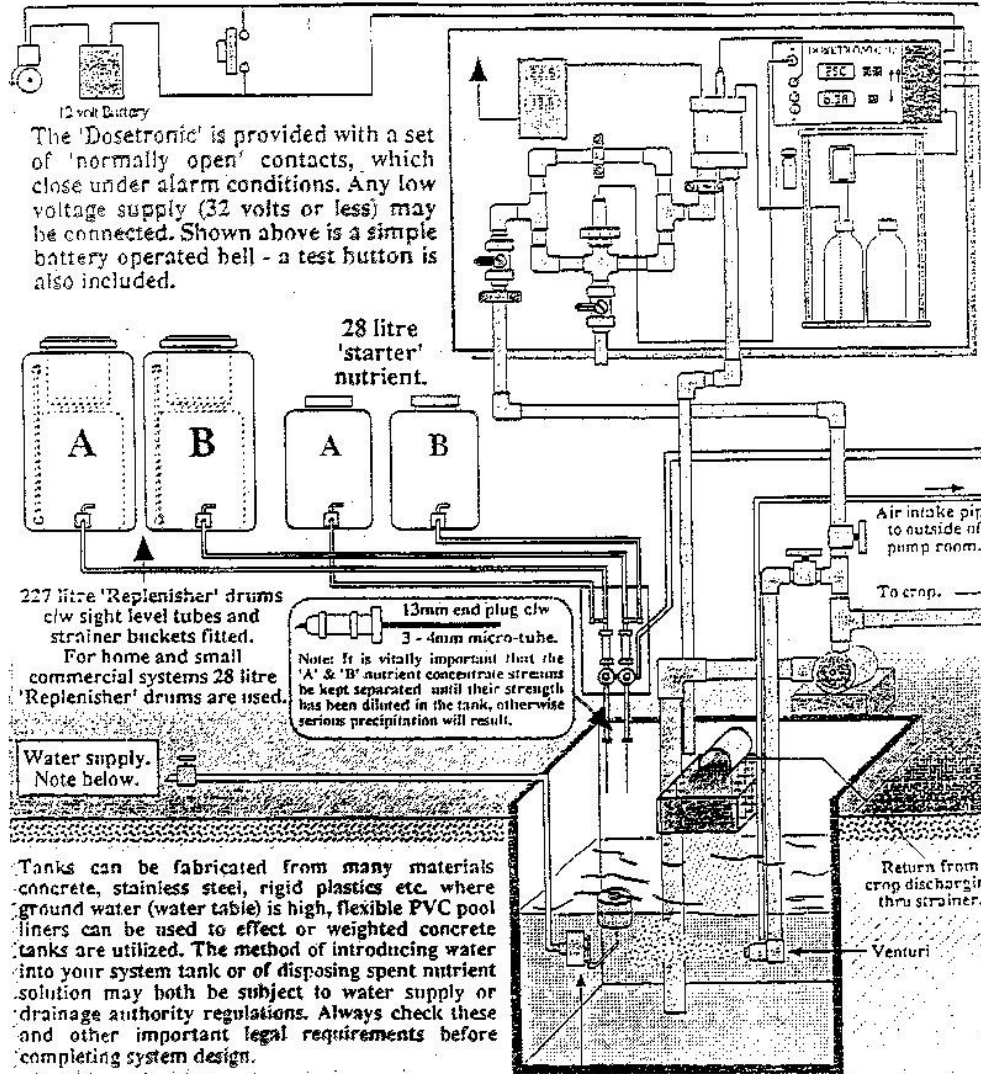 12 volt Battery
The 'Dosetronic' is provided with a set
of 'normally open' contacts, which
close under alarm conditions. Any low
voltage supply (32 volts or less) may
be connected. Shown above is a simple
battery operated bell - a test button is
also included.
DOSETRONIC
28 litre
'starter'
nutrient.
A
B
A
B
Air intake pip
to outside of
pump room.
To crop.
227 litre 'Replenisher' drums
c/w sight level tubes and
strainer buckets fitted.
For home and small
commercial systems 28 litre
'Replenisher' drums are used.
13mm end plug c/w
3 - 4mm micro-tube.
Note: It is vitally important that the
'A' & 'B' nutrient concentrate streams
be kept separated until their strength
has been diluted in the tank, otherwise
serious precipitation will result.
Water supply.
Note below.
Tanks can be fabricated from many materials
concrete, stainless steel, rigid plastics etc. where
ground water (water table) is high, flexible PVC pool
liners can be used to effect or weighted concrete
tanks are utilized. The method of introducing water
into your system tank or of disposing spent nutrient
solution may both be subject to water supply or
drainage authority regulations. Always check these
and other important legal requirements before
completing system design.
Return from
crop dischargin
thru strainer.
Venturi